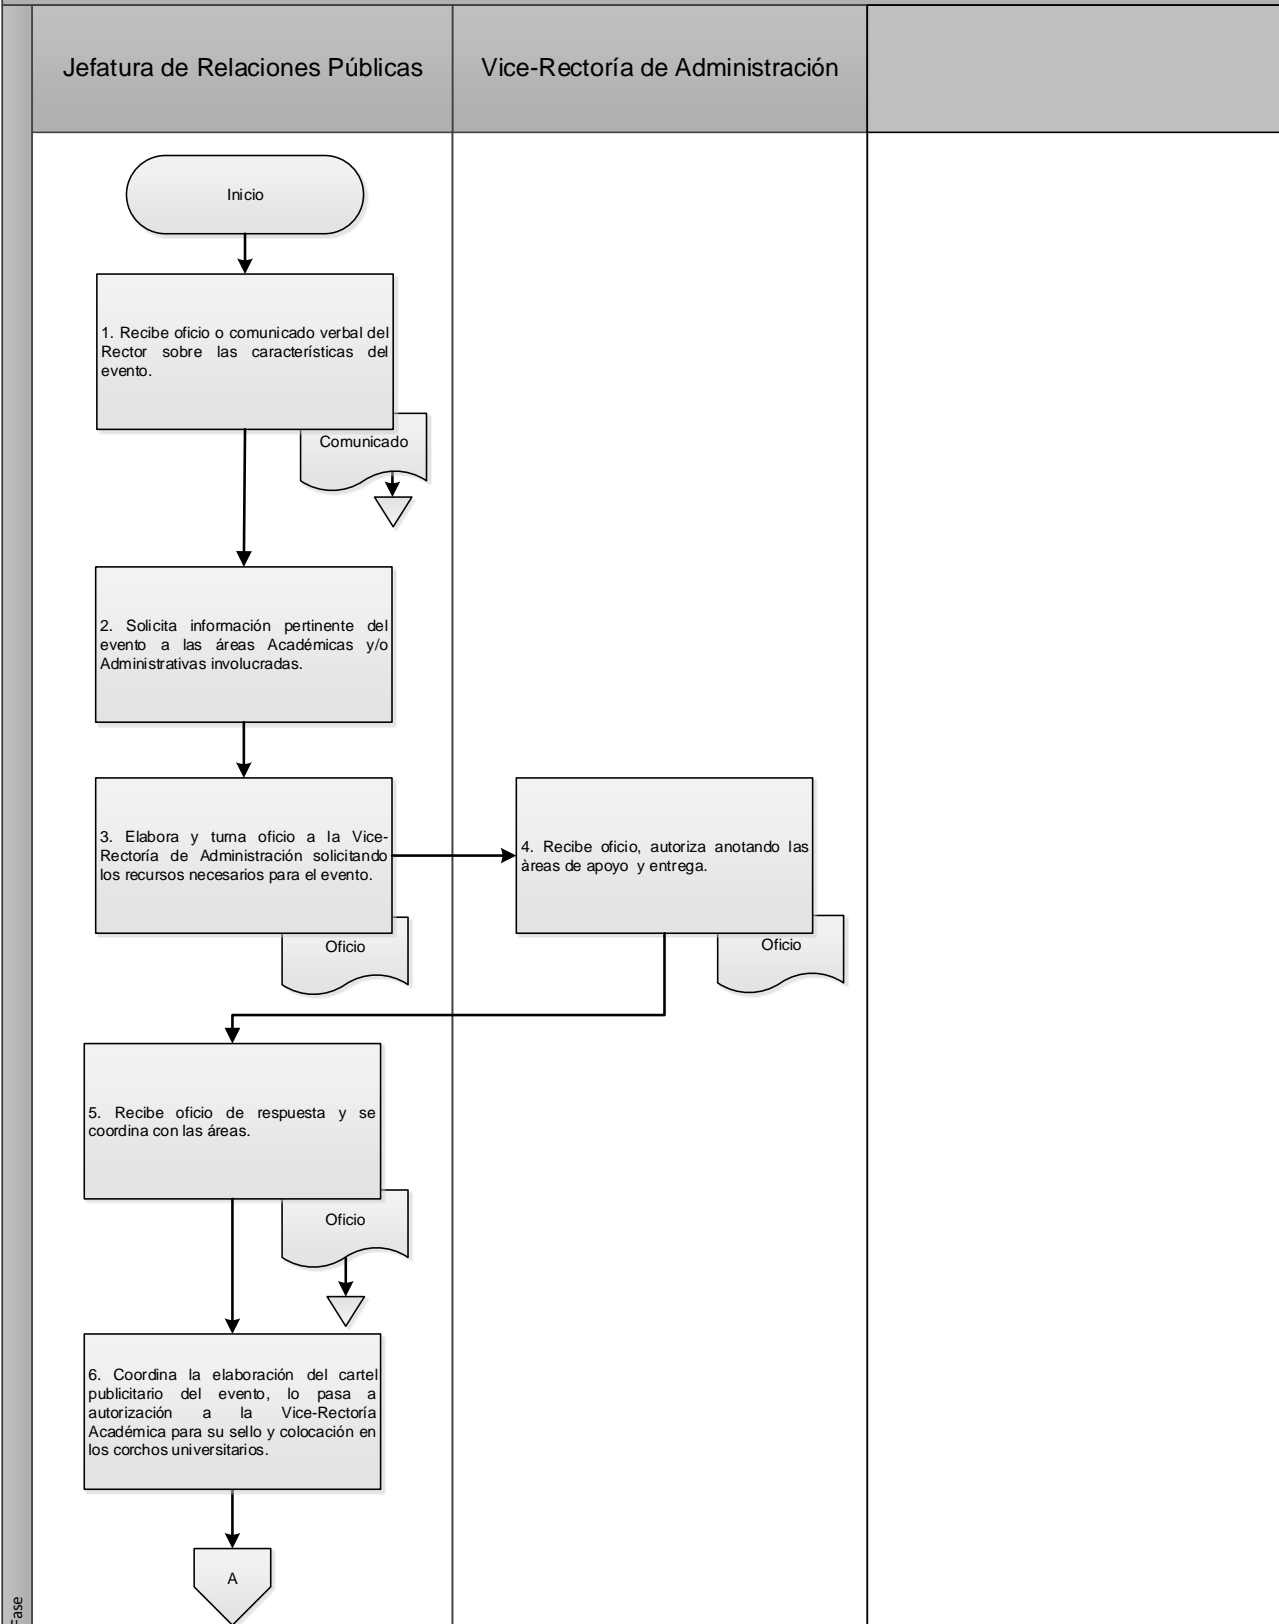 Jefatura de Relaciones Públicas
Vice-Rectoría de Administración
Inicio
1. Recibe oficio o comunicado verbal del
Rector sobre las características del
evento.
Comunicado
2. Solicita información pertinente del
evento a las áreas Académicas y/o
Administrativas involucradas.
3. Elabora y turna oficio a la Vice-
Rectoría de Administración solicitando
los recursos necesarios para el evento.
Oficio
4. Recibe oficio, autoriza anotando las
àreas de apoyo y entrega.
Oficio
5. Recibe oficio de respuesta y se
coordina con las áreas.
Oficio
6. Coordina la elaboración del cartel
publicitario del evento, lo pasa a
autorización a la Vice-Rectoría
Académica para su sello y colocación en
los corchos universitarios.
A
Fase